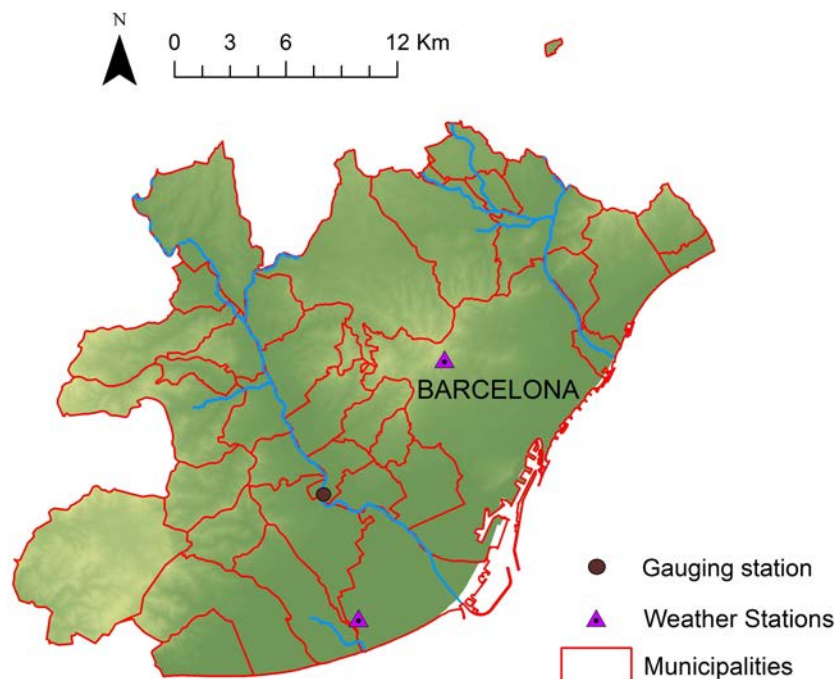 N
0 3 6 12 Km
BARCELONA
Gauging station
Weather Stations
Municipalities